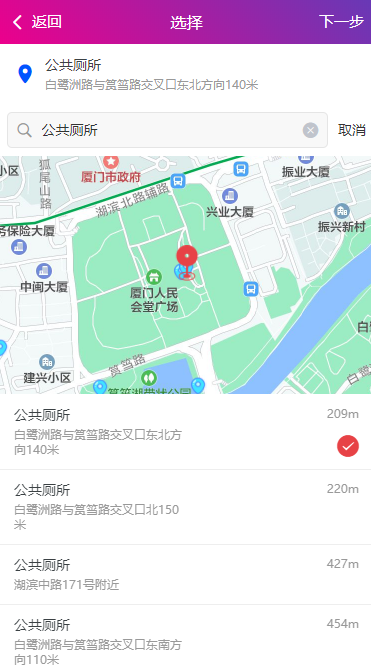 返回
选择
下一步
公共厕所
白鹭洲路与筼筜路交叉口东北方向140米
公共厕所
取消
狐尾山路
小区
厦门市政府
湖滨北路辅路
振业大厦
兴业大厦
振兴新村
务保险大厦
中闽大厦
厦门人民
会堂广场
白鹭
筼筜路
建兴小区
筼筜湖带状公园
公共厕所
209m
白鹭洲路与筼筜路交叉口东北方
向140米
公共厕所
220m
白鹭洲路与筼筜路交叉口北150
米
公共厕所
427m
湖滨中路171号附近
公共厕所
454m
白鹭洲路与筼筜路交叉口东南方
向110米